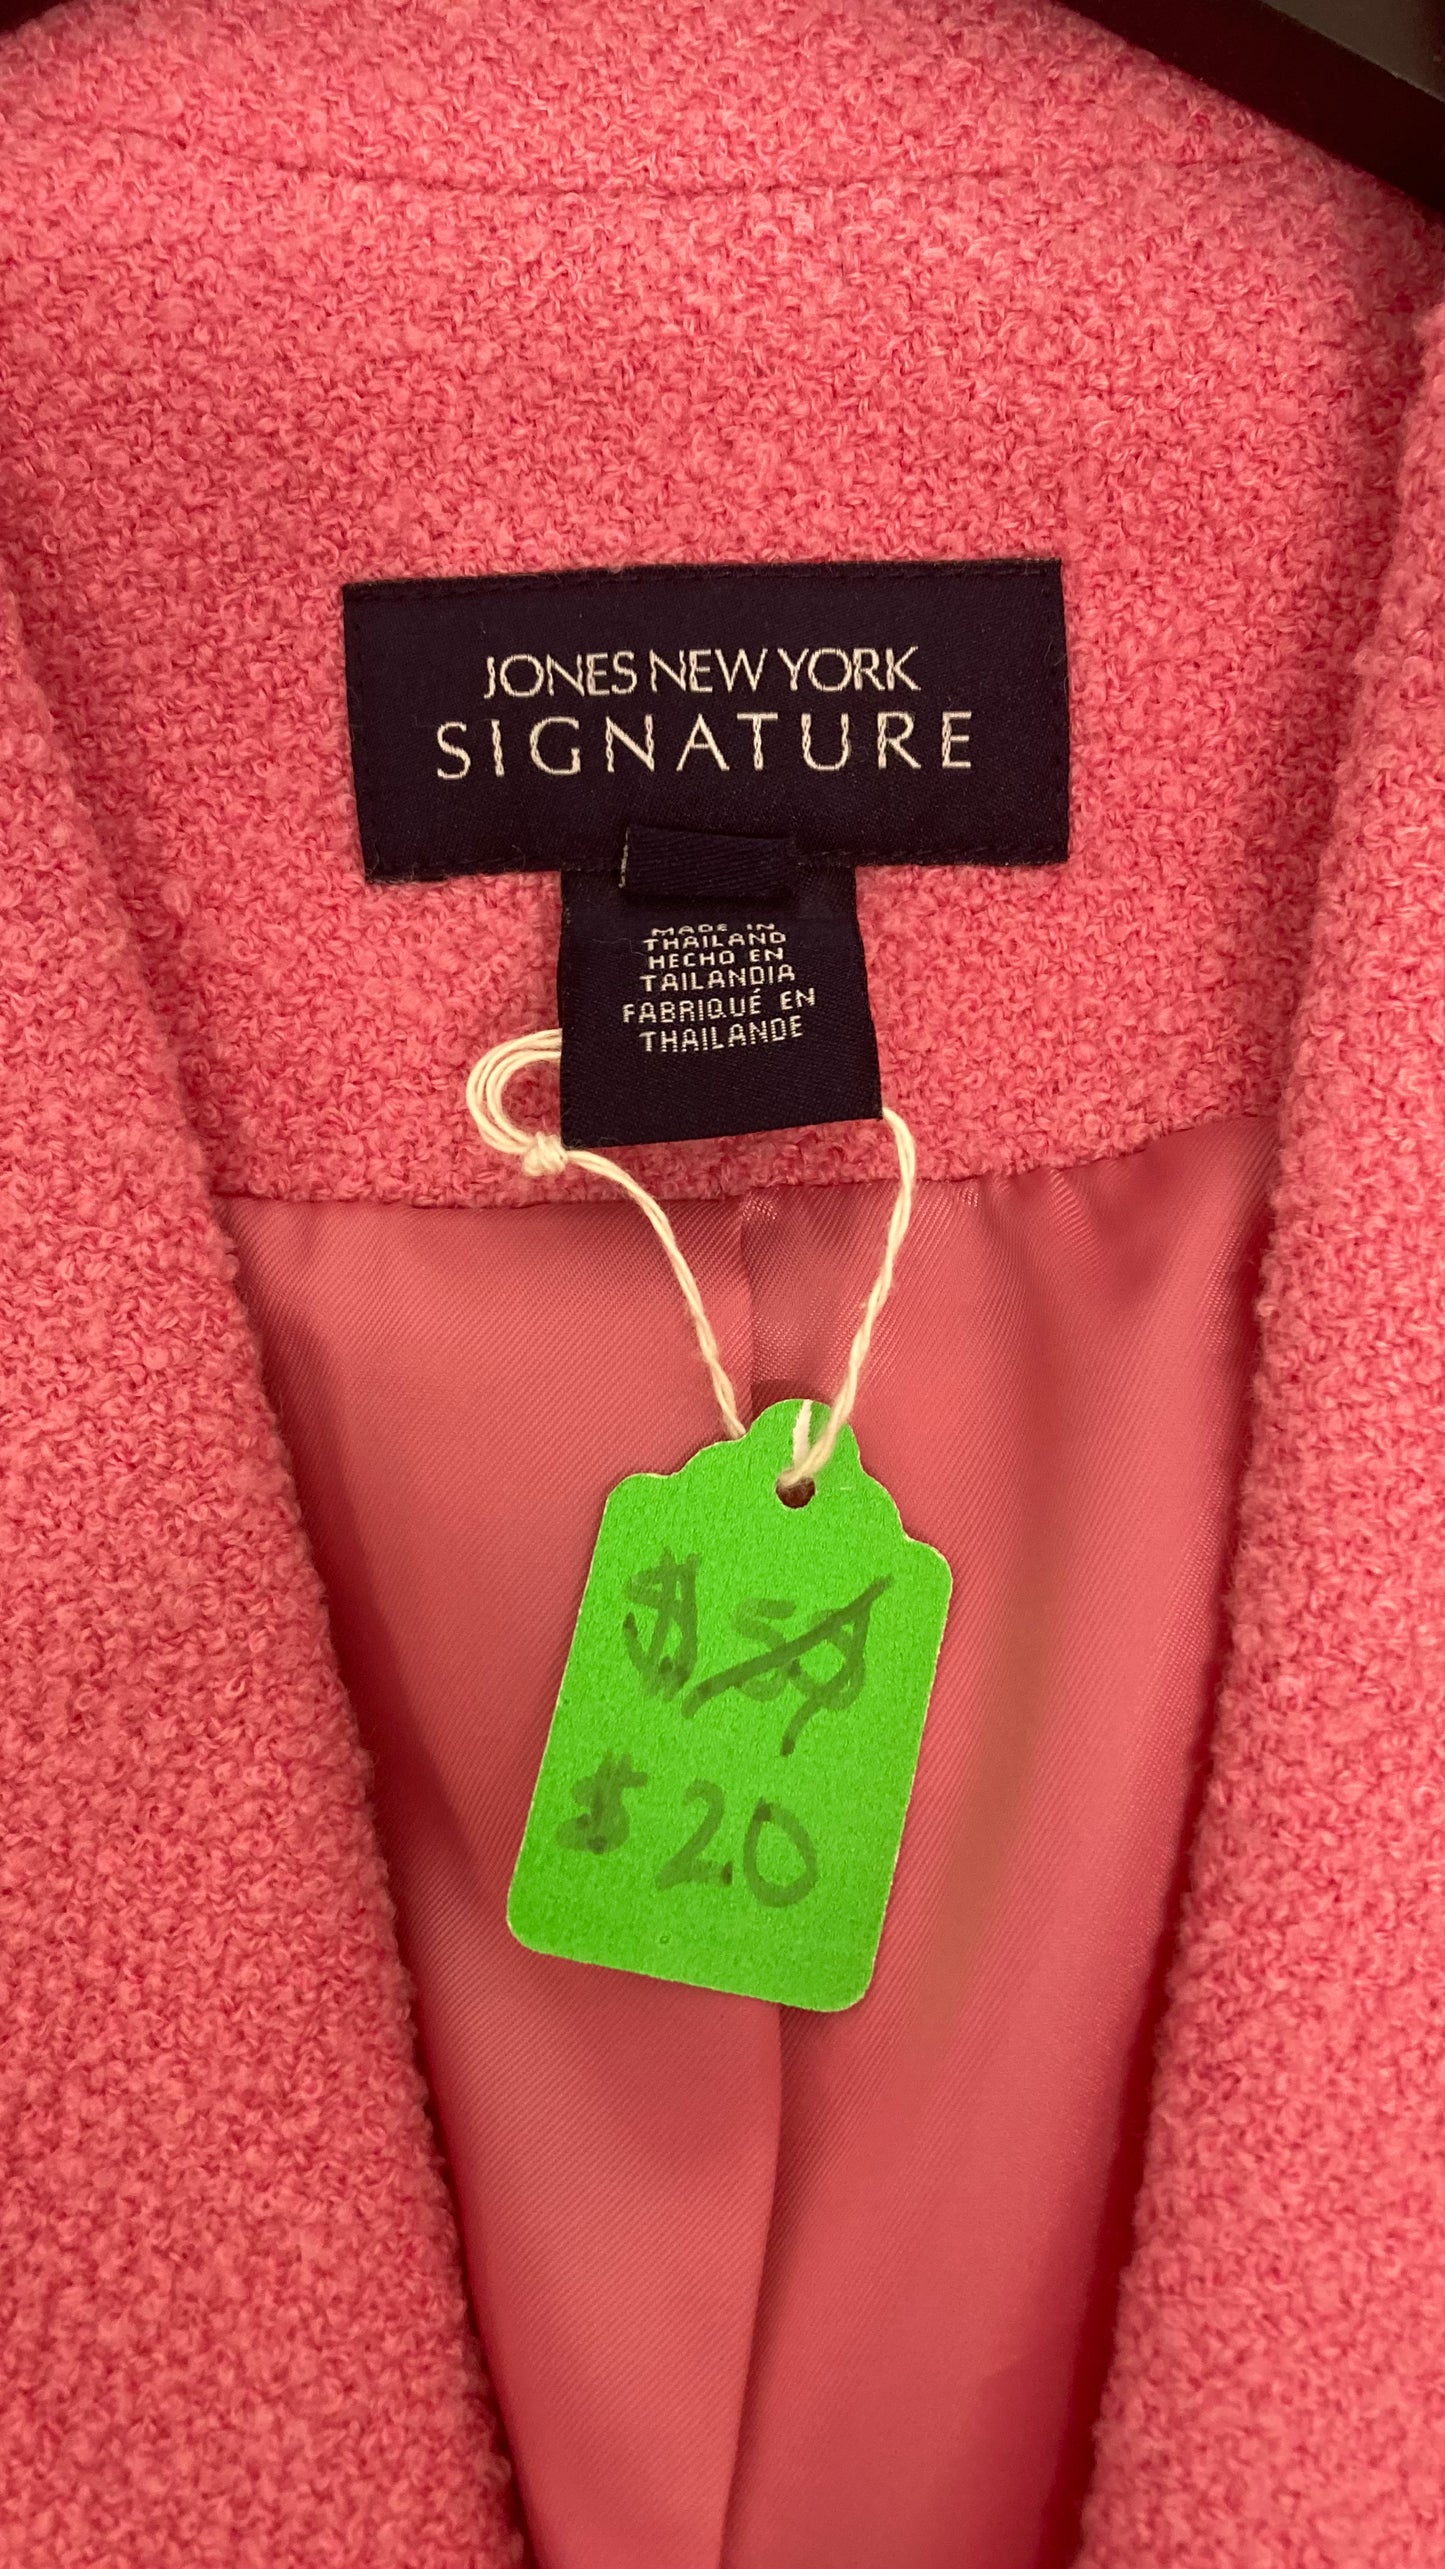 JONES NEW YORK
SIGNATURE
MADE IN
THAILAND
HECHO EN
TAILANDIA
FABRIQUÉ EN
THAILANDE
$20